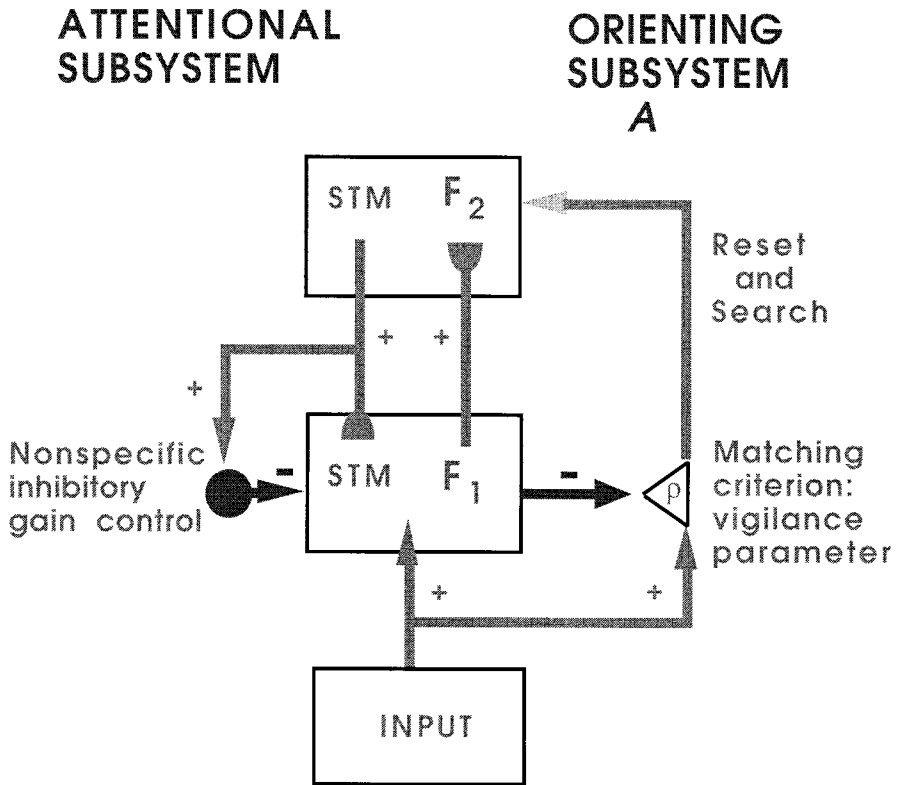 ATTENTIONAL
SUBSYSTEM
ORIENTING
SUBSYSTEM
A
STM F2
Reset
and
Search
+ +
+
Nonspecific
inhibitory
gain control
-
STM F1
-
ρ
Matching
criterion:
vigilance
parameter
+ +
INPUT